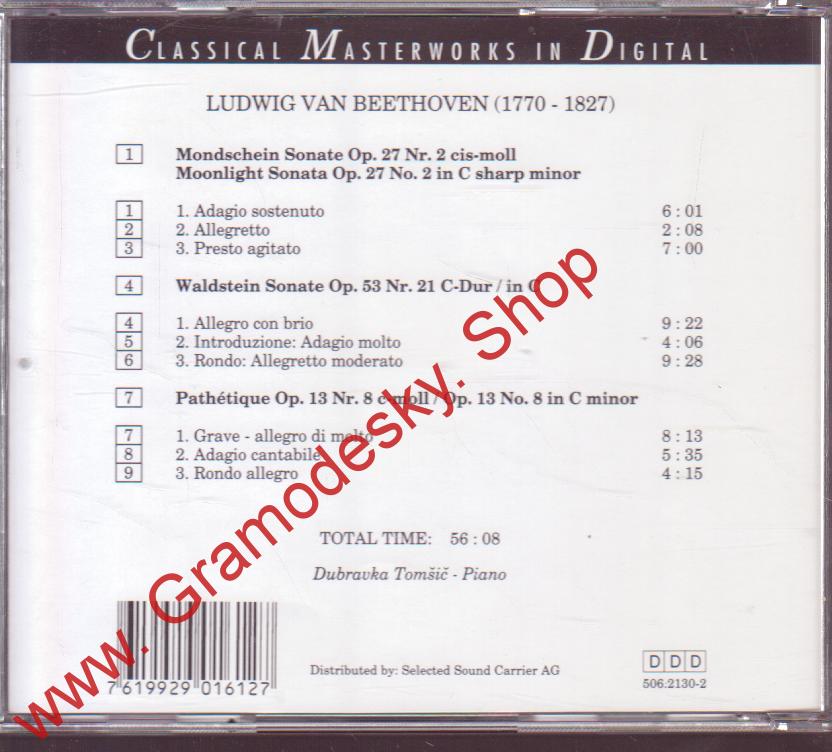 CLASSICAL MASTERWORKS IN DIGITAL
LUDWIG VAN BEETHOVEN (1770 - 1827)
1 Mondschein Sonate Op. 27 Nr. 2 cis-moll
Moonlight Sonata Op. 27 No. 2 in C sharp minor
1 1. Adagio sostenuto 6 : 01
2 2. Allegretto 2 : 08
3 3. Presto agitato 7 : 00
4 Waldstein Sonate Op. 53 Nr. 21 C-Dur / in C
4 1. Allegro con brio 9 : 22
5 2. Introduzione: Adagio molto 4 : 06
6 3. Rondo: Allegretto moderato 9 : 28
7 Pathétique Op. 13 Nr. 8 c-moll / Op. 13 No. 8 in C minor
7 1. Grave - allegro di molto 8 : 13
8 2. Adagio cantabile 5 : 35
9 3. Rondo allegro 4 : 15
TOTAL TIME: 56 : 08
Dubravka Tomšič - Piano
7 619929 016127
Distributed by: Selected Sound Carrier AG
DDD
506.2130-2
www. Gramodesky. Shop